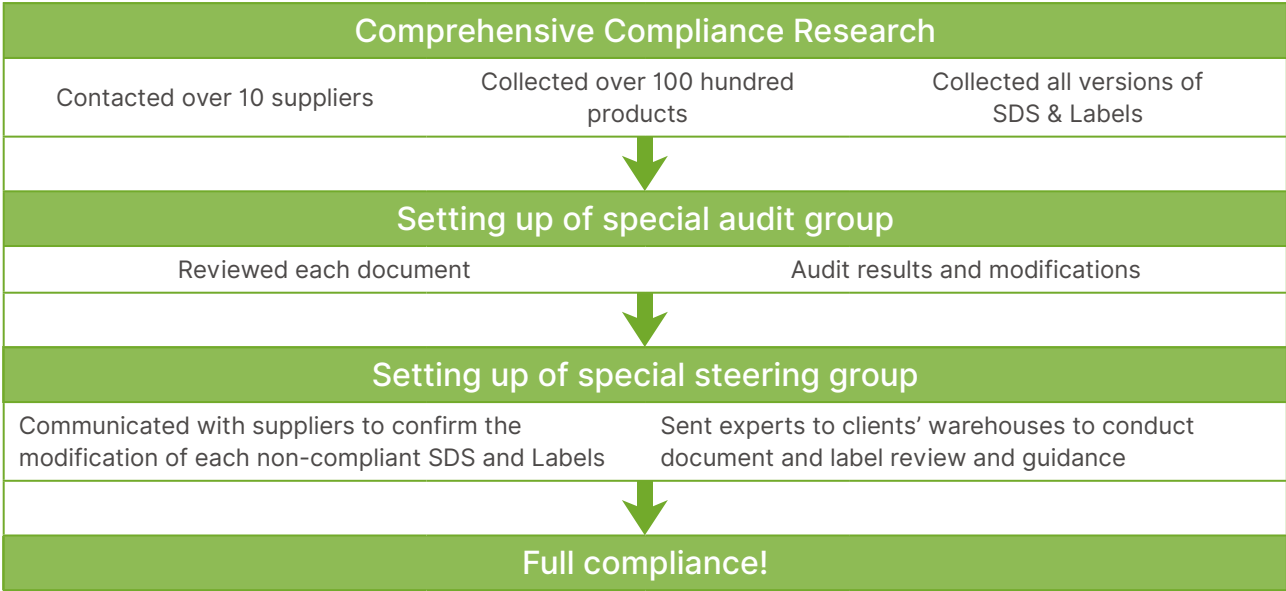 Comprehensive Compliance Research
Contacted over 10 suppliers
Collected over 100 hundred
products
Collected all versions of
SDS & Labels
Setting up of special audit group
Reviewed each document
Audit results and modifications
Setting up of special steering group
Communicated with suppliers to confirm the
modification of each non-compliant SDS and Labels
Sent experts to clients’ warehouses to conduct
document and label review and guidance
Full compliance!